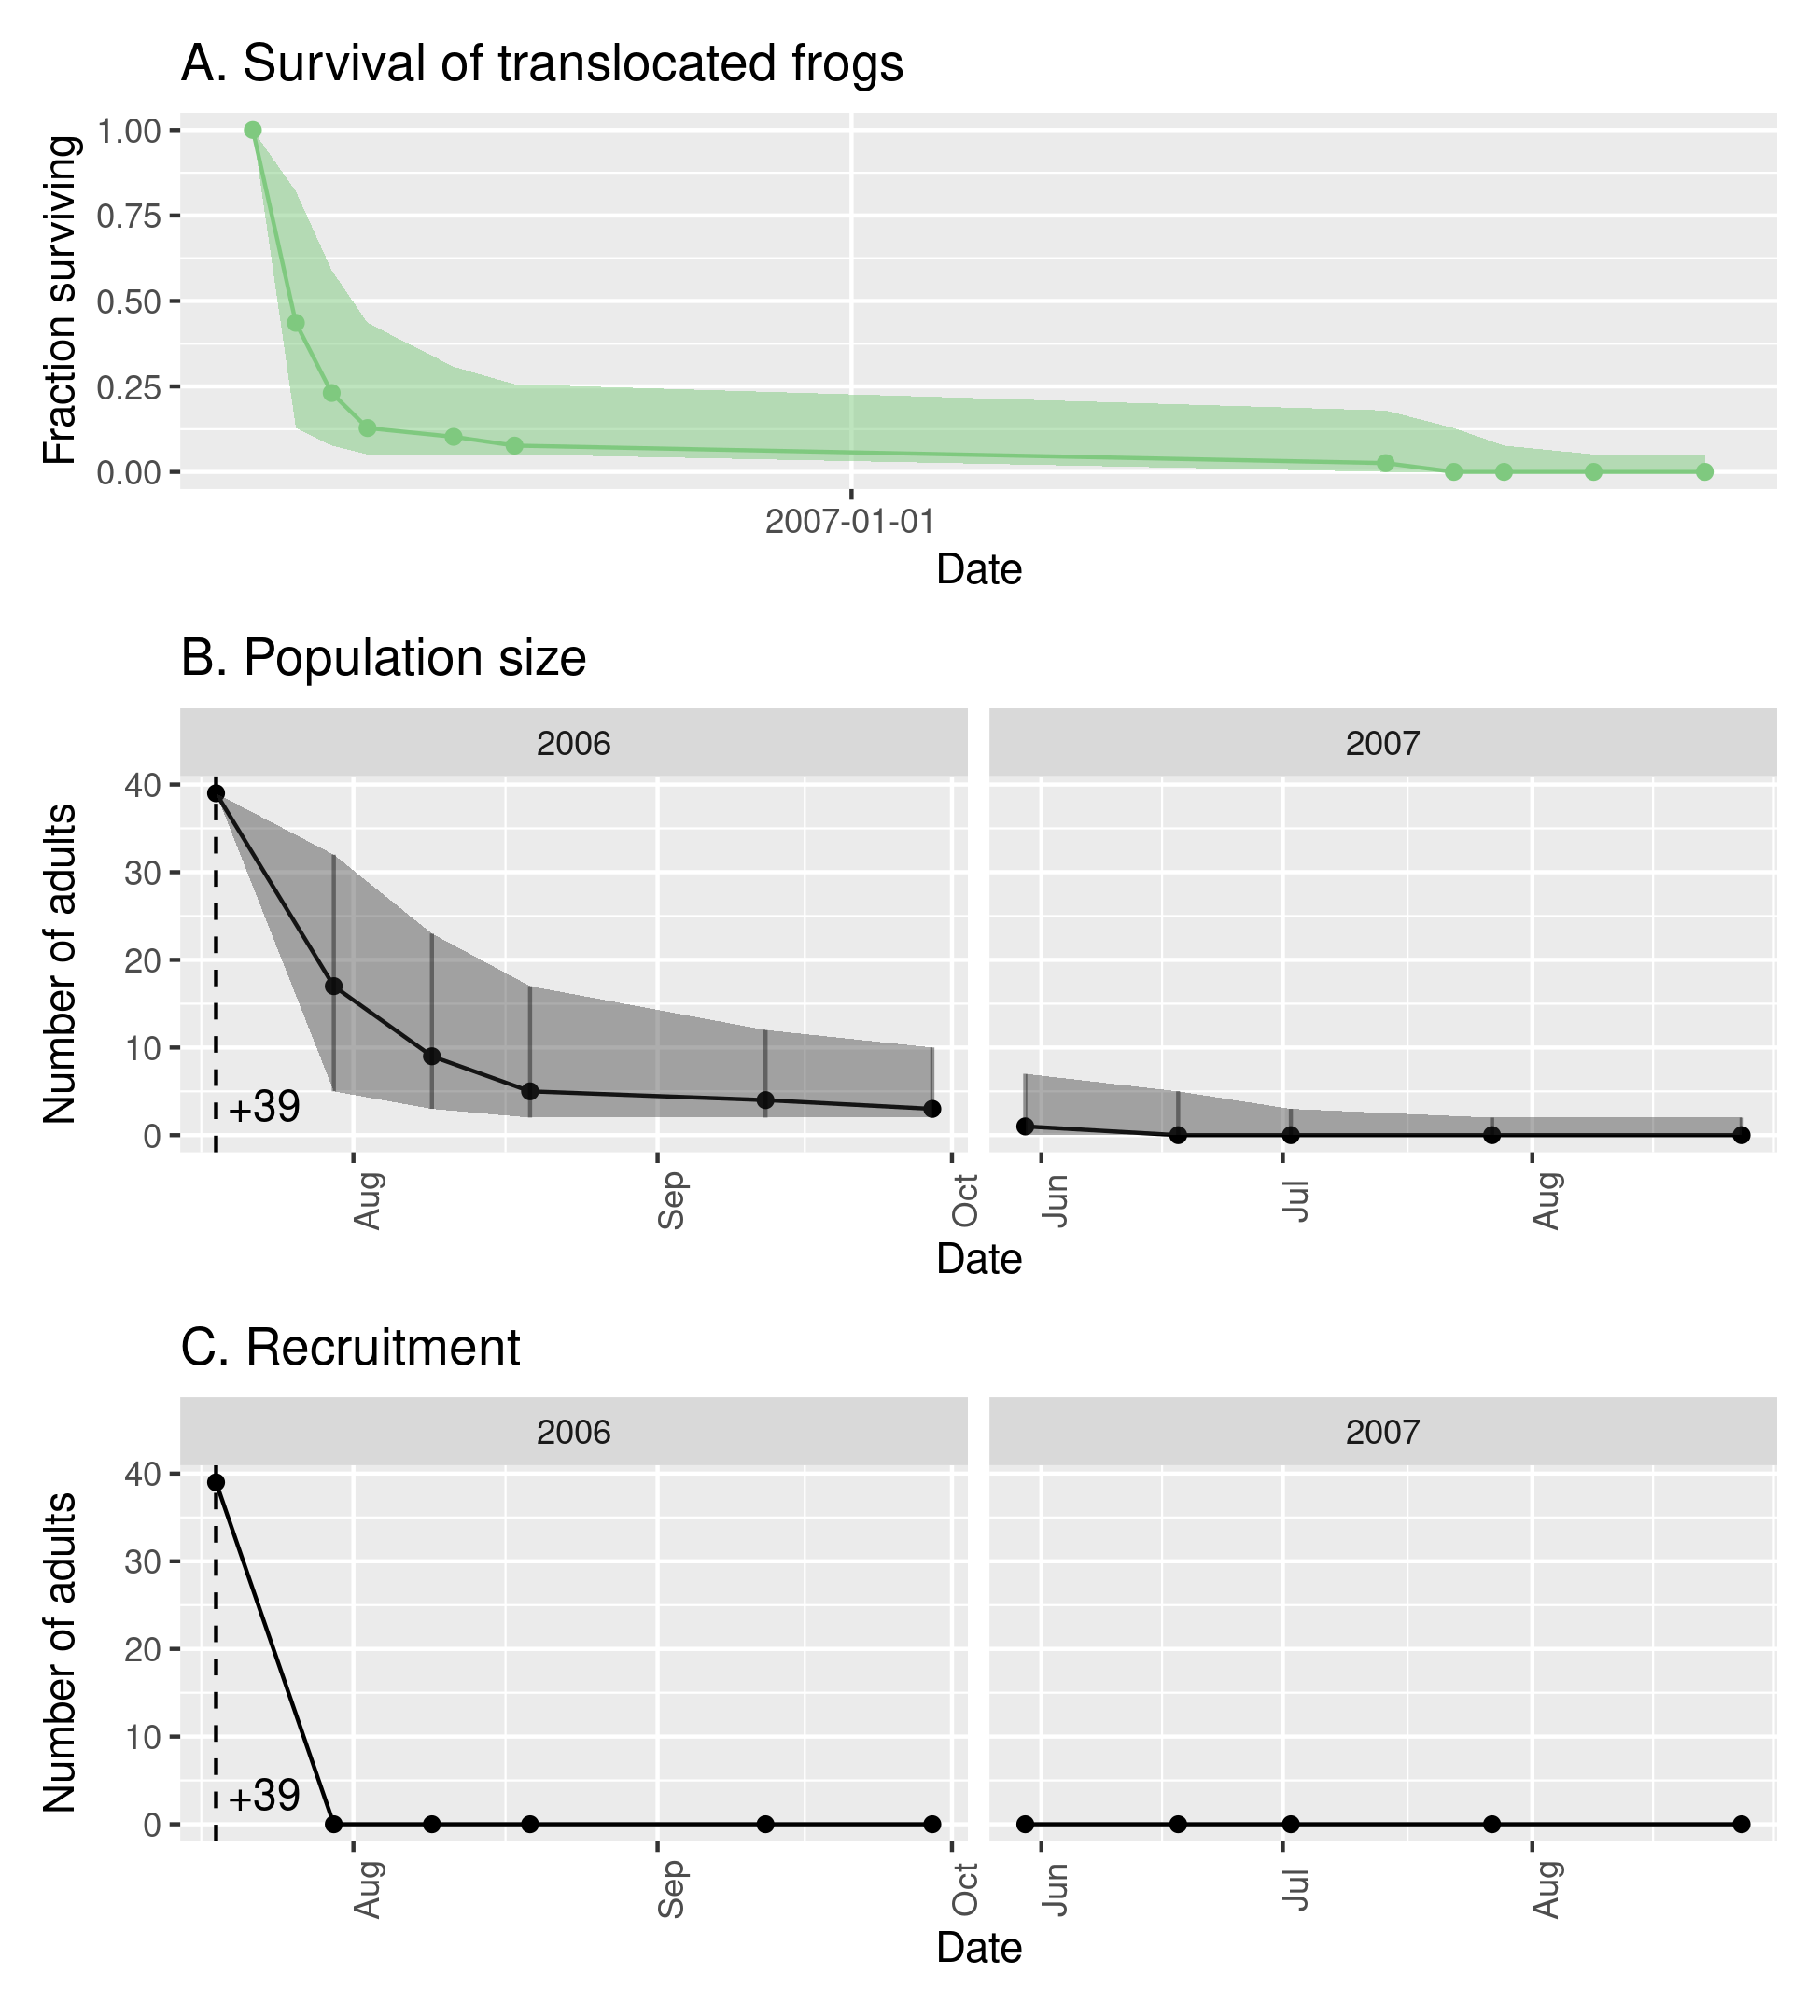 A. Survival of translocated frogs
Fraction surviving
1.00
0.75
0.50
0.25
0.00
2007-01-01
Date
B. Population size
2006 2007
Number of adults
40
30
20
10
0
+39
Aug Sep Oct Jun Jul Aug
Date
C. Recruitment
2006 2007
Number of adults
40
30
20
10
0
+39
Aug Sep Oct Jun Jul Aug
Date